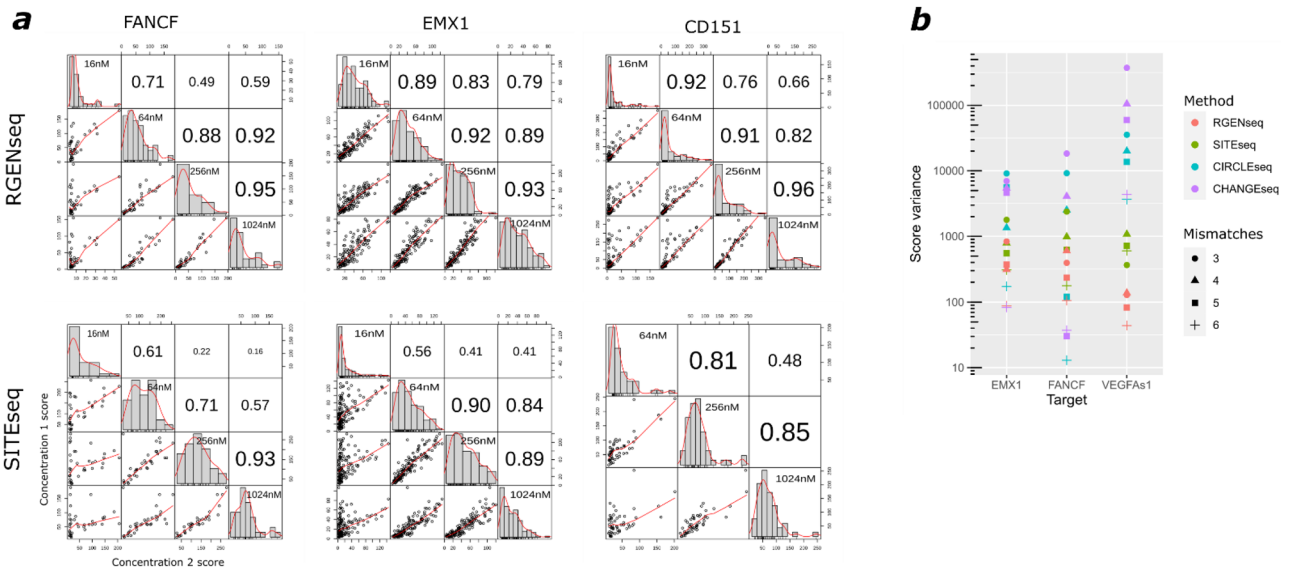 a
FANCF
EMX1
CD151
b
RGENseq
16nM
0.71
0.49
0.59
64nM
0.88
0.92
256nM
0.95
1024nM
16nM
0.89
0.83
0.79
64nM
0.92
0.89
256nM
0.93
1024nM
16nM
0.92
0.76
0.66
64nM
0.91
0.82
256nM
0.96
1024nM
SITEseq
16nM
0.61
0.22
0.16
64nM
0.71
0.57
256nM
0.93
1024nM
16nM
0.56
0.41
0.41
64nM
0.90
0.84
256nM
0.89
1024nM
64nM
0.81
0.48
256nM
0.85
1024nM
Concentration 1 score
Concentration 2 score
Score variance
100000
10000
1000
100
10
EMX1
FANCF
VEGFAs1
Target
Method
RGENseq
SITEseq
CIRCLEseq
CHANGEseq
Mismatches
3
4
5
6